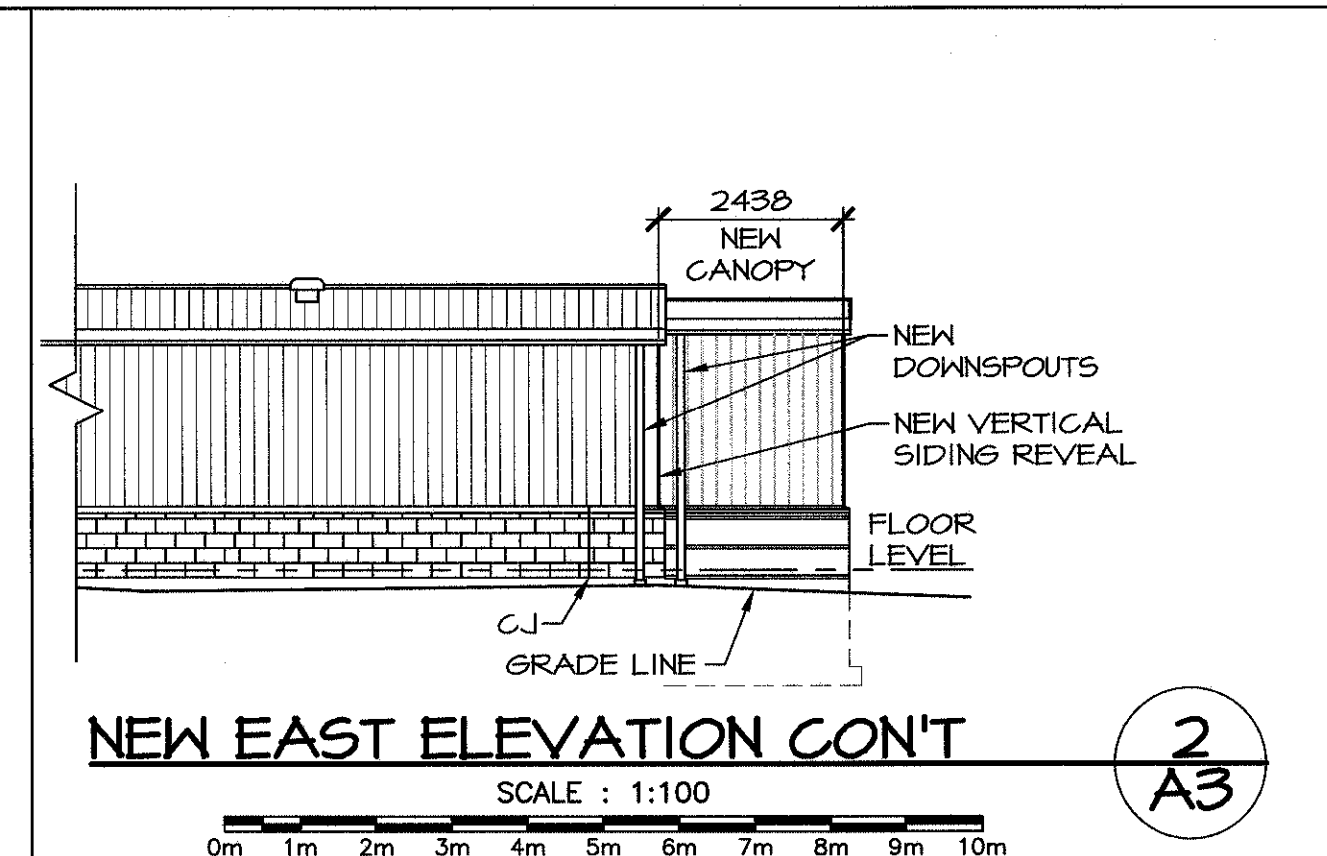 2438
NEW
CANOPY
NEW
DOWNSPOUTS
NEW VERTICAL
SIDING REVEAL
FLOOR
LEVEL
CJ
GRADE LINE
NEW EAST ELEVATION CON'T
2
A3
SCALE : 1:100
0m 1m 2m 3m 4m 5m 6m 7m 8m 9m 10m